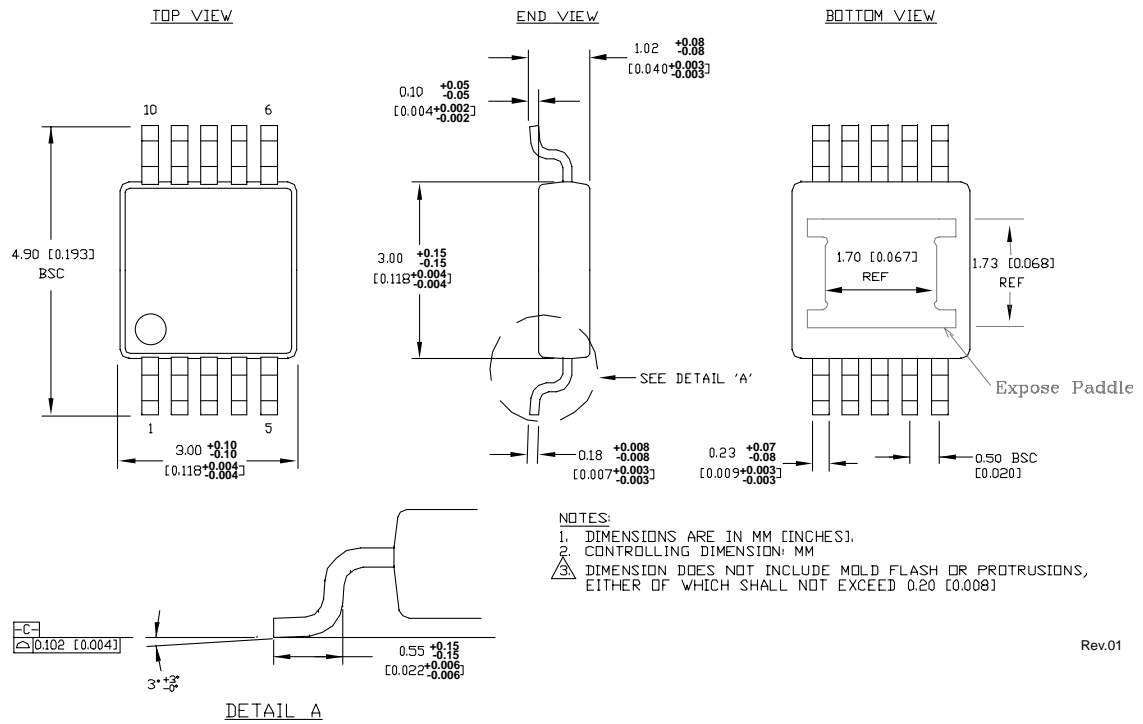 TOP VIEW
END VIEW
BOTTOM VIEW
1.02 +0.08 -0.08
[0.040 +0.003 -0.003]
0.10 +0.05 -0.05
[0.004 +0.002 -0.002]
10
6
4.90 [0.193]
BSC
3.00 +0.15 -0.15
[0.118 +0.004 -0.004]
1.70 [0.067]
REF
1.73 [0.068]
REF
SEE DETAIL 'A'
Expose Paddle
1
5
3.00 +0.10 -0.10
[0.118 +0.004 -0.004]
0.18 +0.008 -0.008
[0.007 +0.003 -0.003]
0.23 +0.07 -0.08
[0.009 +0.003 -0.003]
0.50 BSC
[0.020]
NOTES:
1. DIMENSIONS ARE IN MM [INCHES].
2. CONTROLLING DIMENSION: MM
3. DIMENSION DOES NOT INCLUDE MOLD FLASH OR PROTRUSIONS,
EITHER OF WHICH SHALL NOT EXCEED 0.20 [0.008]
-C-
0.102 [0.004]
3° +3° -0°
0.55 +0.15 -0.15
[0.022 +0.006 -0.006]
Rev.01
DETAIL A